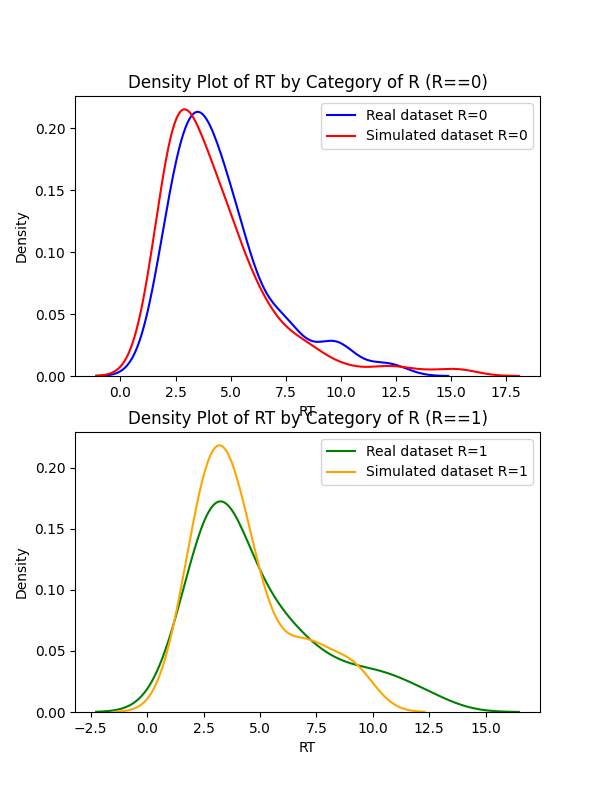 Density Plot of RT by Category of R (R==0)
Real dataset R=0
Simulated dataset R=0
Density
0.20
0.15
0.10
0.05
0.00
0.0 2.5 5.0 7.5 10.0 12.5 15.0 17.5
RT
Density Plot of RT by Category of R (R==1)
Real dataset R=1
Simulated dataset R=1
Density
0.20
0.15
0.10
0.05
0.00
−2.5 0.0 2.5 5.0 7.5 10.0 12.5 15.0
RT